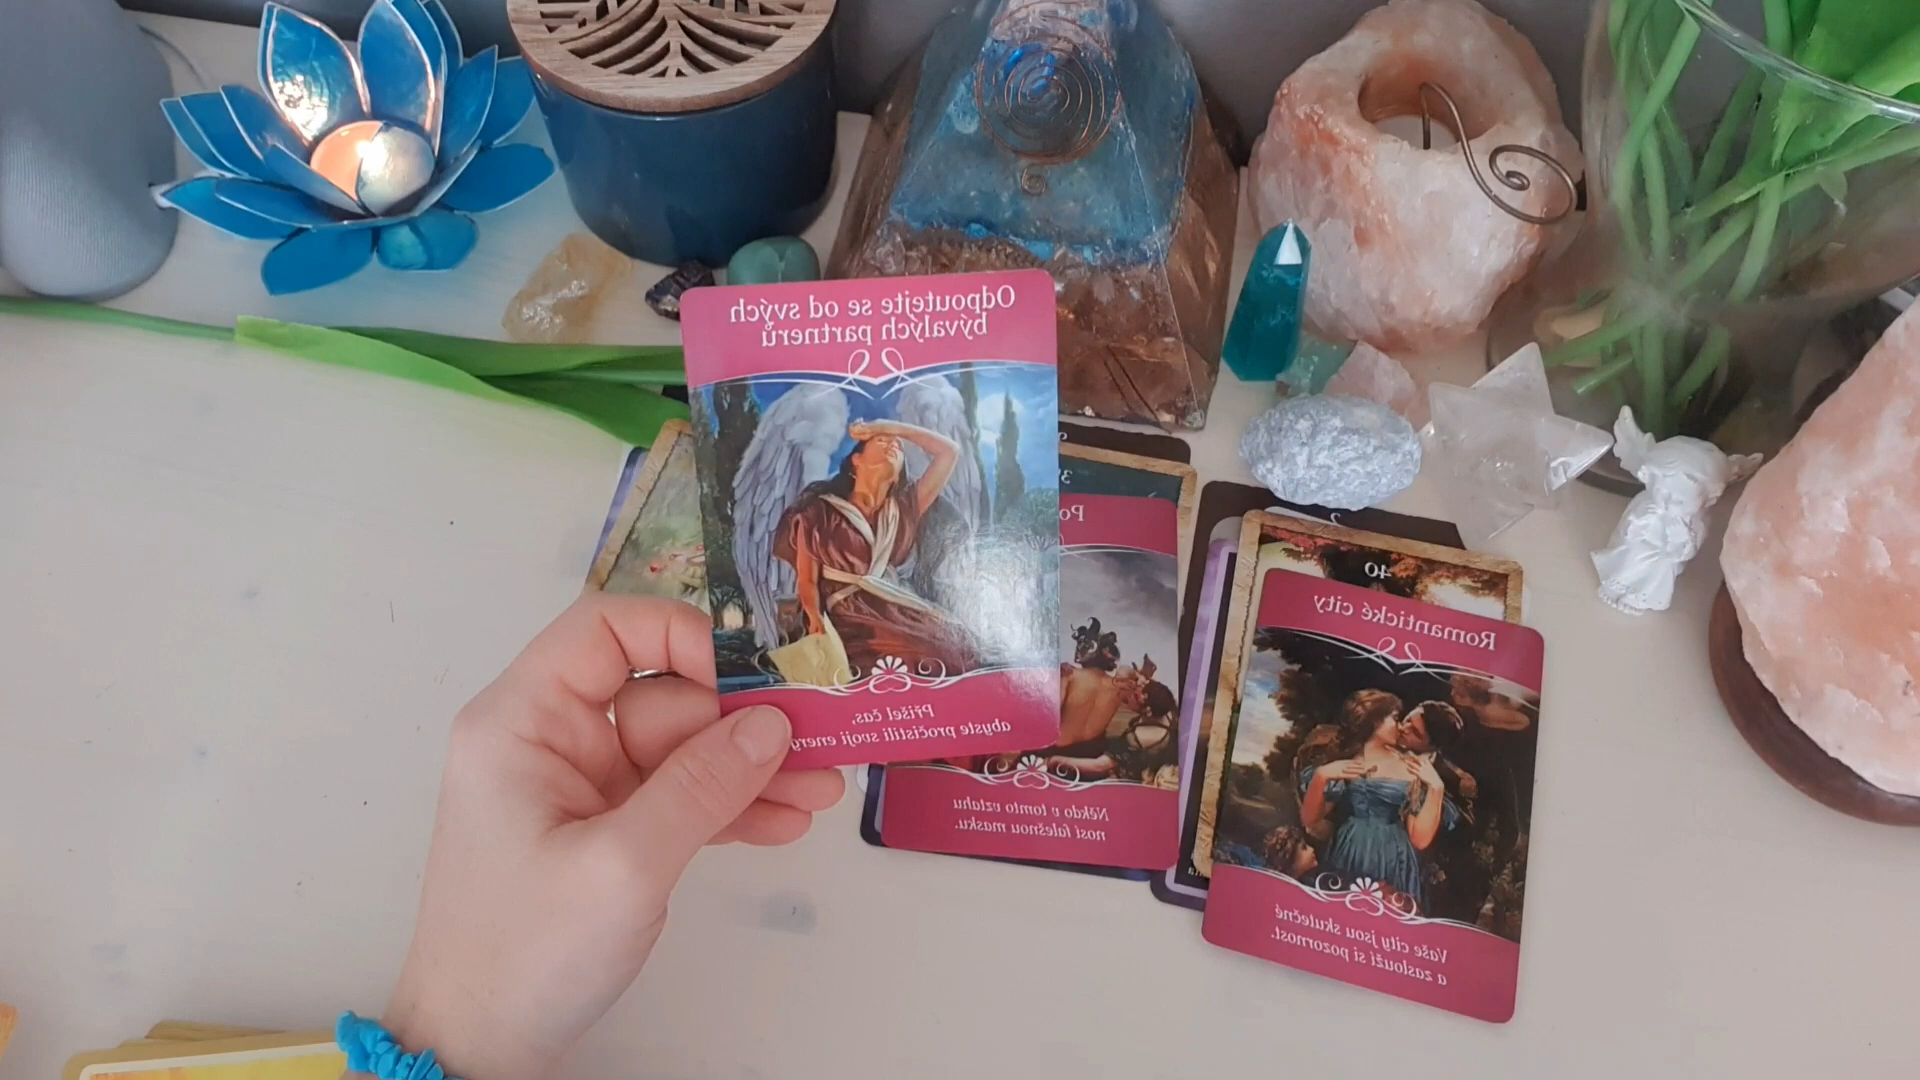 Odpoutejte se od svých
bývalých partnerů
Přišel čas,
abyste pročistili svoji
Někdo v tomto vztahu
nosí falešnou masku.
40
Romantické city
Vaše city jsou skutečné
a zaslouží si pozornost.